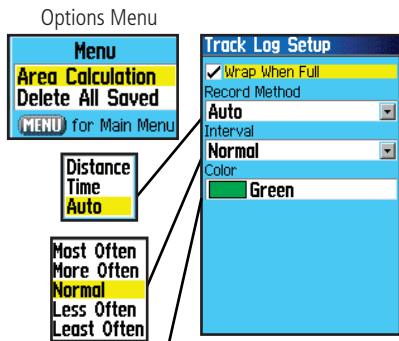 Options Menu
Menu
Area Calculation
Delete All Saved
MENU for Main Menu
Distance
Time
Auto
Most Often
More Often
Normal
Less Often
Least Often
Track Log Setup
Wrap When Full
Record Method
Auto
Interval
Normal
Color
Green